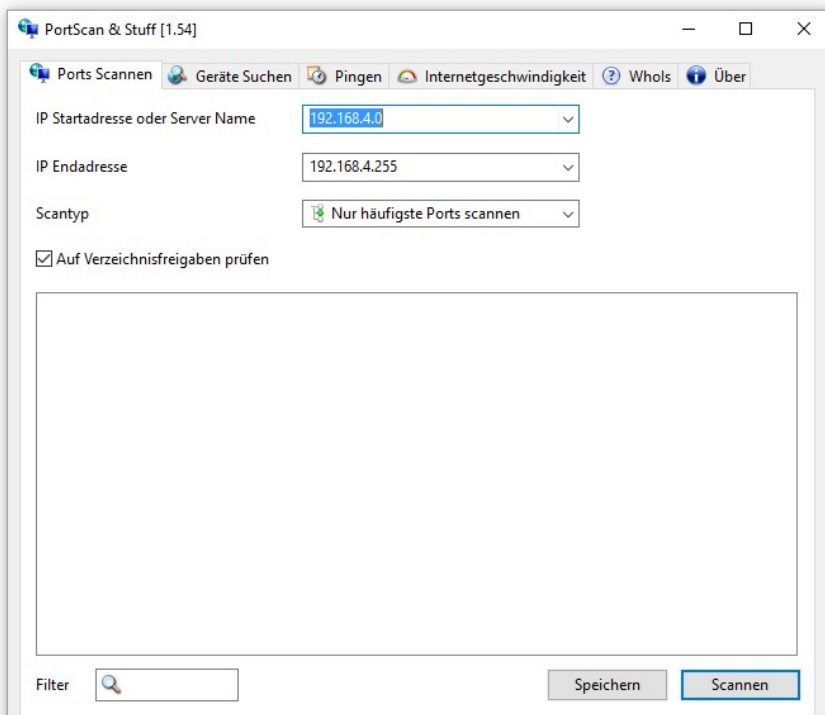 PortScan & Stuff [1.54]
Ports Scannen Geräte Suchen Pingen Internetgeschwindigkeit WhoIs Über
IP Startadresse oder Server Name 192.168.4.0
IP Endadresse 192.168.4.255
Scantyp Nur häufigste Ports scannen
Auf Verzeichnisfreigaben prüfen
Filter Speichern Scannen